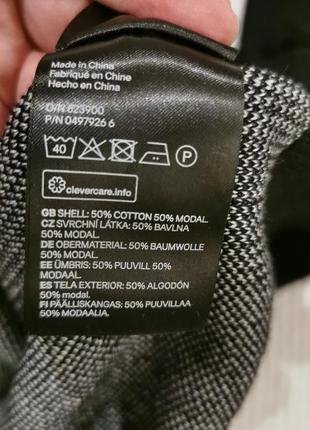 Made in China
Fabriqué en Chine
Hecho en China
O/N 623900
P/N 0497926 6
40 P
clevercare.info
GB SHELL: 50% COTTON 50% MODAL.
CZ SVRCHNÍ LÁTKA: 50% BAVLNA
50% MODAL.
DE OBERMATERIAL: 50% BAUMWOLLE
50% MODAL.
EE ÜMBRIS: 50% PUUVILL 50%
MODAAL.
ES TELA EXTERIOR: 50% ALGODÓN
50% modal.
FI PÄÄLLISKANGAS: 50% PUUVILLAA
50% MODAALIA.